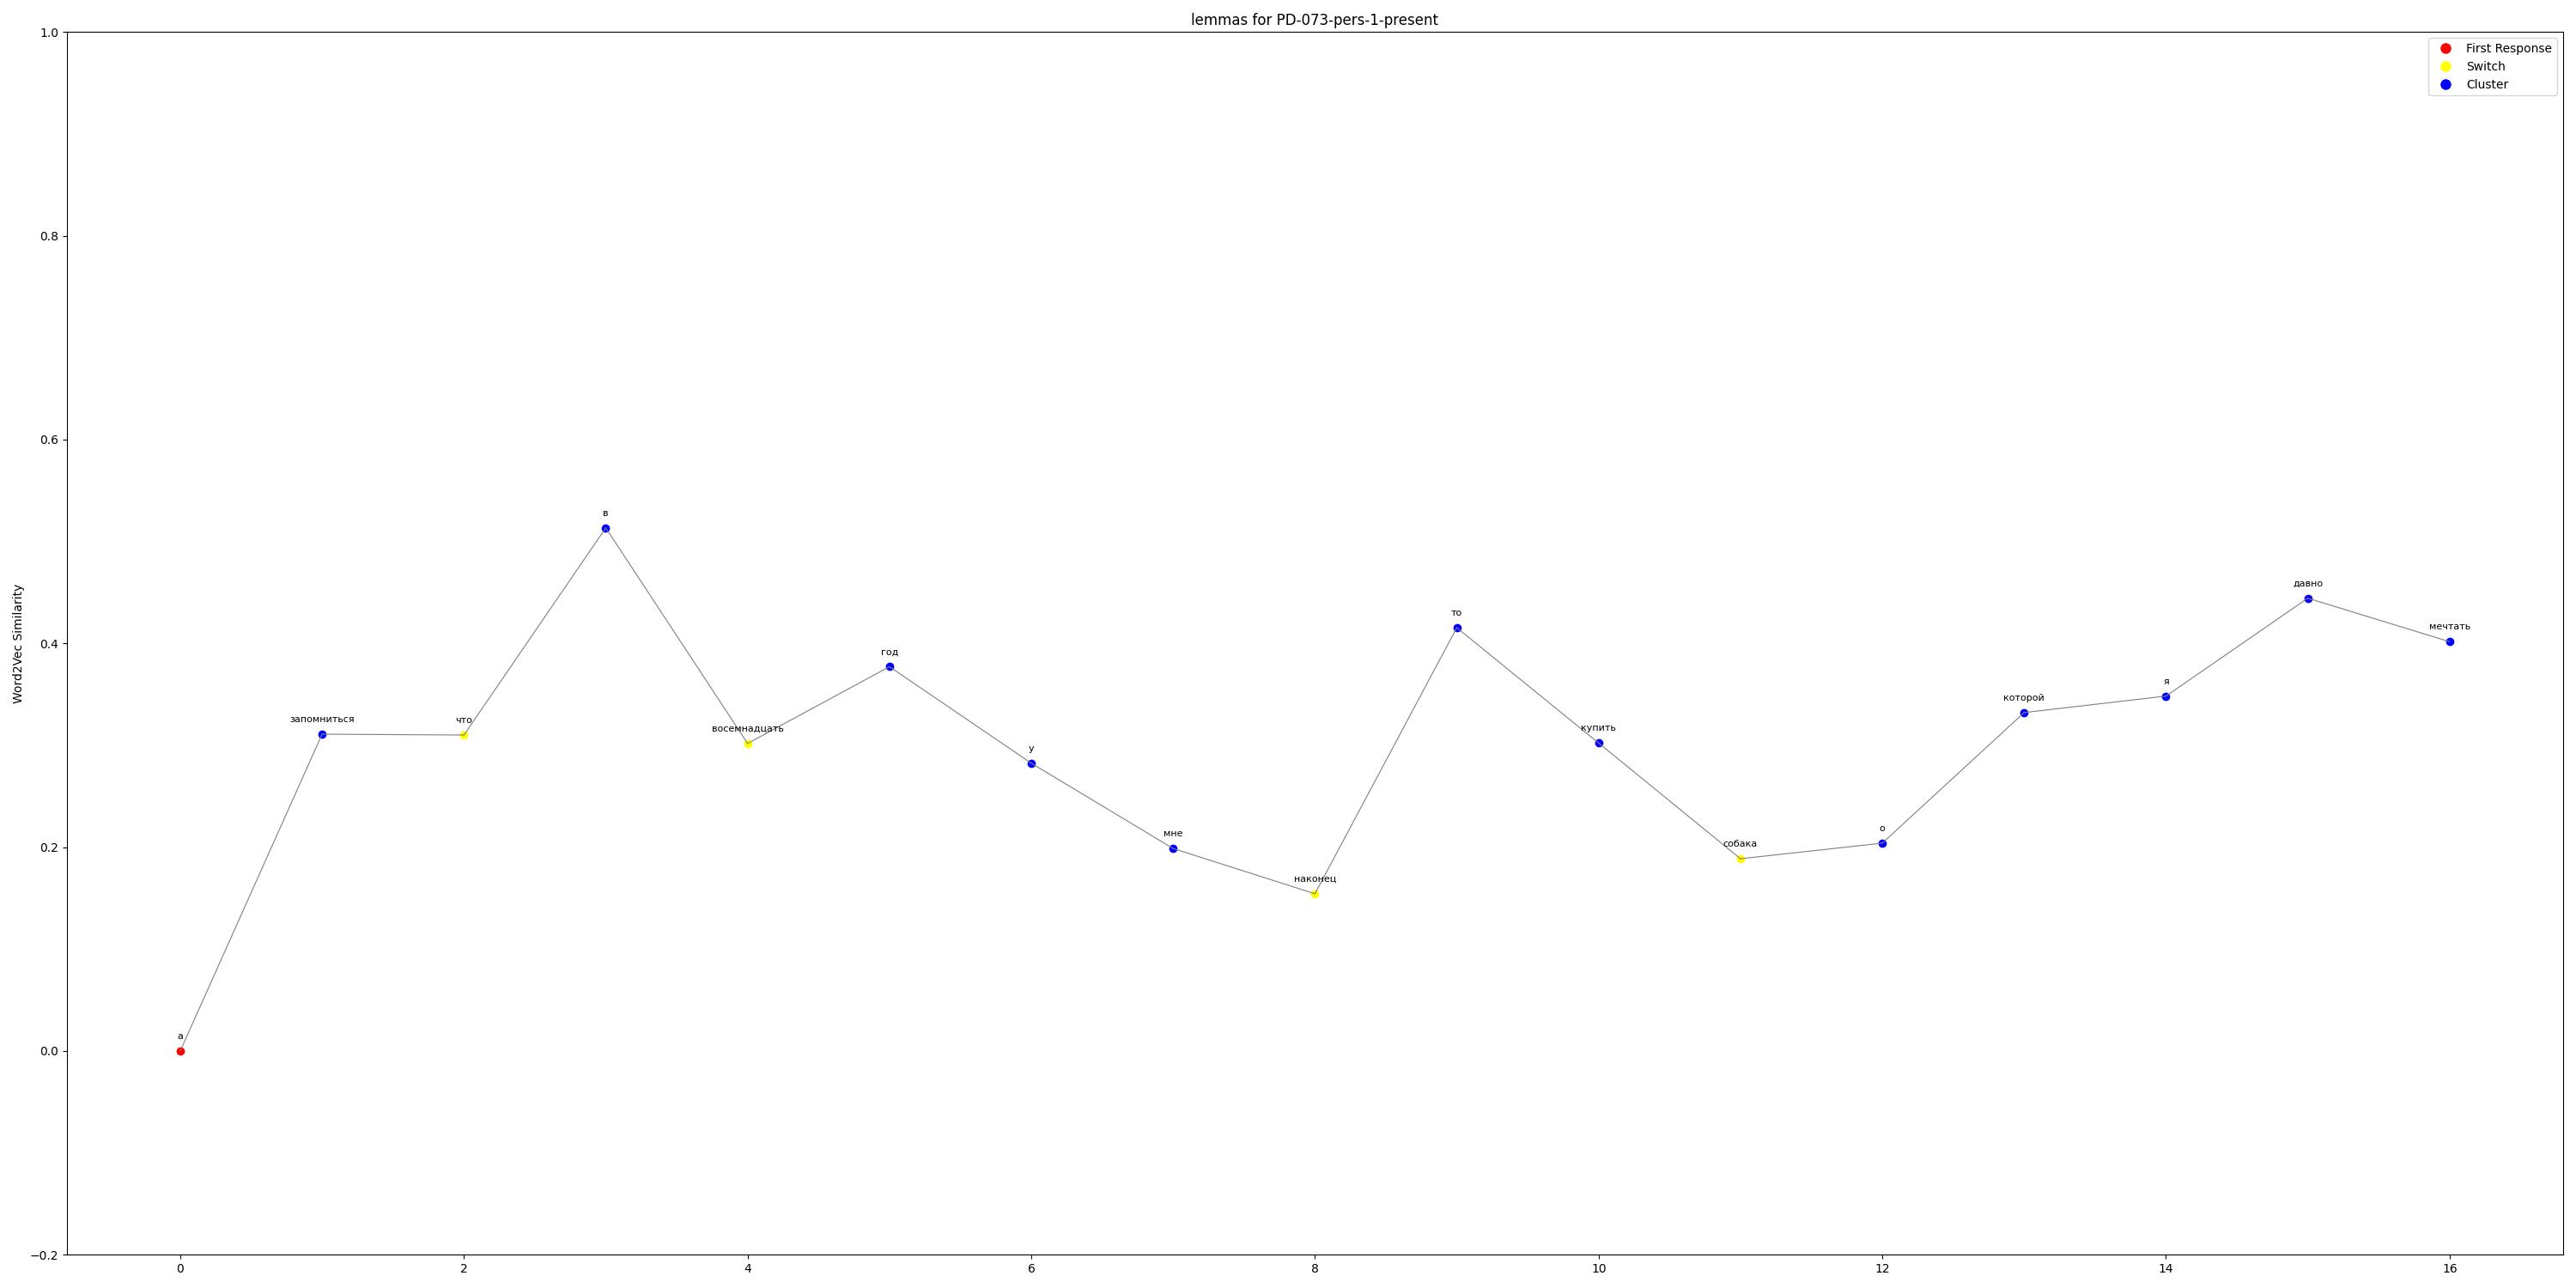 lemmas for PD-073-pers-1-present
First Response
Switch
Cluster
Word2Vec Similarity
1.0
0.8
0.6
0.4
0.2
0.0
−0.2
а
запомниться
что
в
восемнадцать
год
у
мне
наконец
то
купить
собака
о
которой
я
давно
мечтать
0 2 4 6 8 10 12 14 16